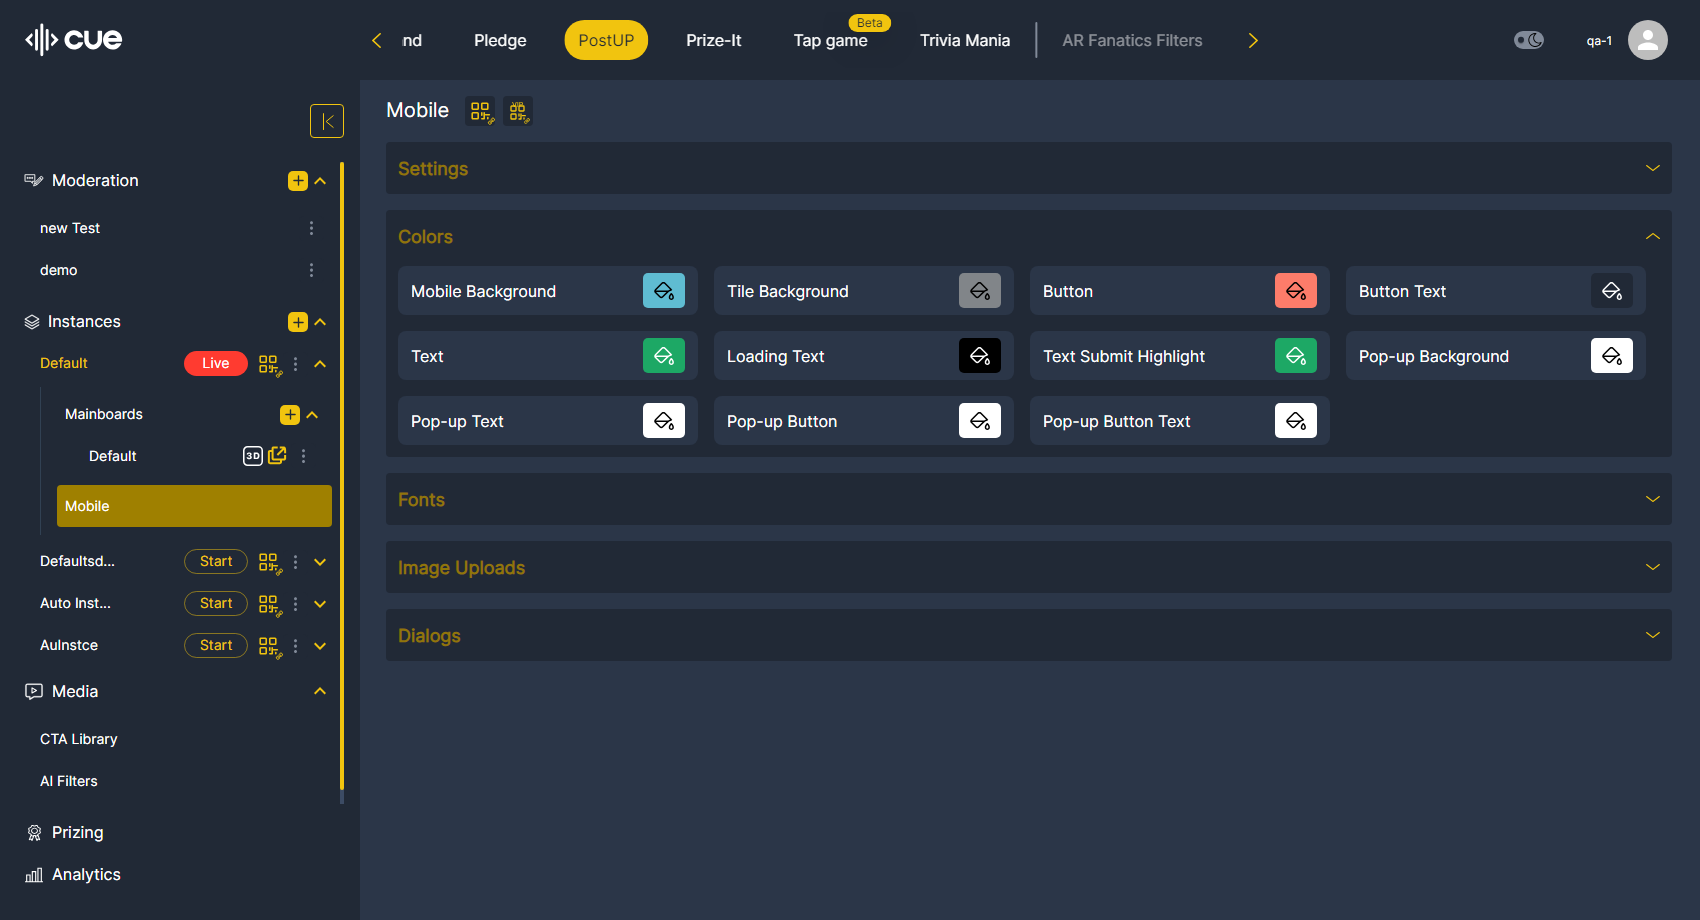 cue
nd
Pledge
PostUP
Prize-It
Tap game
Beta
Trivia Mania
AR Fanatics Filters
qa-1
Moderation
new Test
demo
Instances
Default
Live
Mainboards
Default
3D
Mobile
Defaultsd...
Start
Auto Inst...
Start
AuInstce
Start
Media
CTA Library
AI Filters
Prizing
Analytics
Mobile
Settings
Colors
Mobile Background
Tile Background
Button
Button Text
Text
Loading Text
Text Submit Highlight
Pop-up Background
Pop-up Text
Pop-up Button
Pop-up Button Text
Fonts
Image Uploads
Dialogs